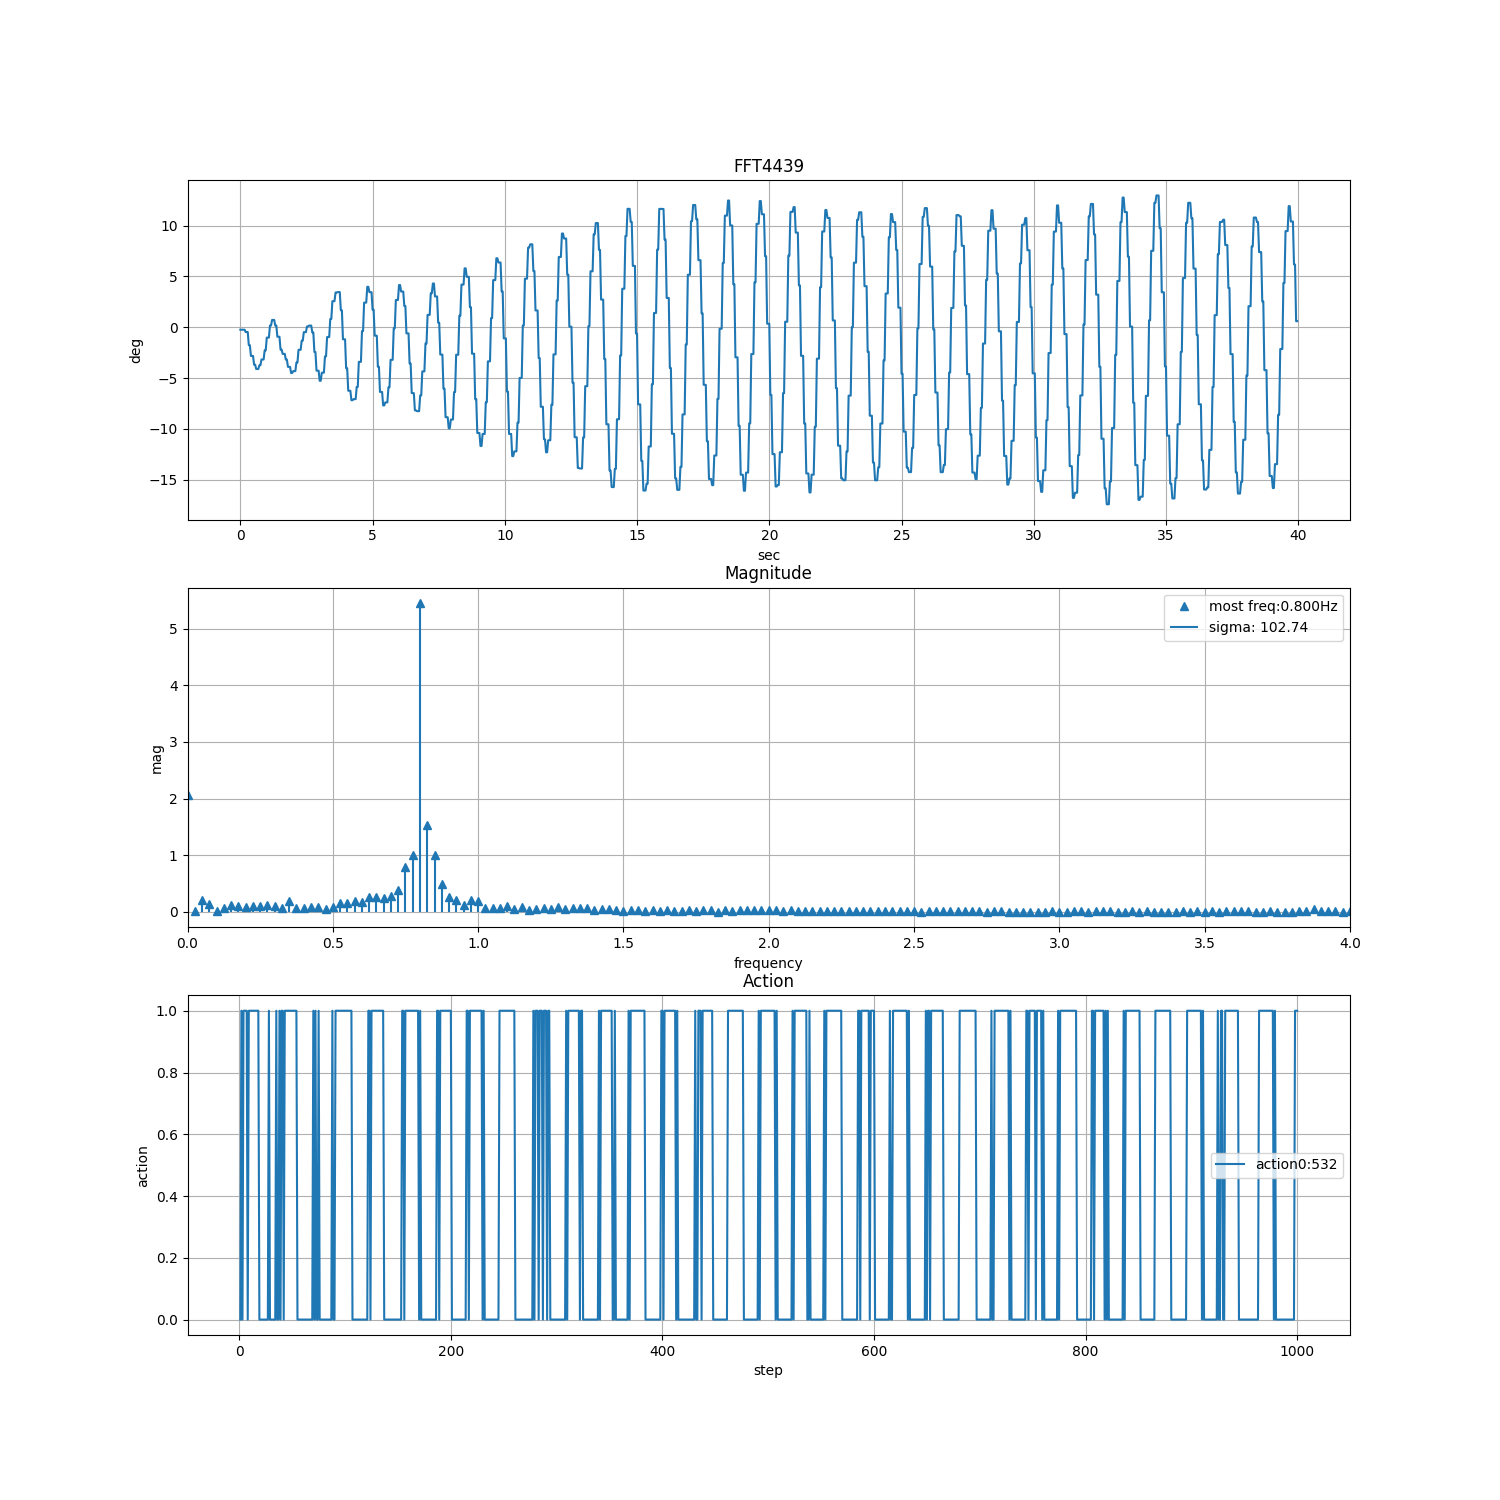 FFT4439
10
5
0
−5
−10
−15
deg
0 5 10 15 20 25 30 35 40
sec
Magnitude
5
4
3
2
1
0
mag
most freq:0.800Hz
sigma: 102.74
0.0 0.5 1.0 1.5 2.0 2.5 3.0 3.5 4.0
frequency
Action
1.0
0.8
0.6
0.4
0.2
0.0
action
action0:532
0 200 400 600 800 1000
step